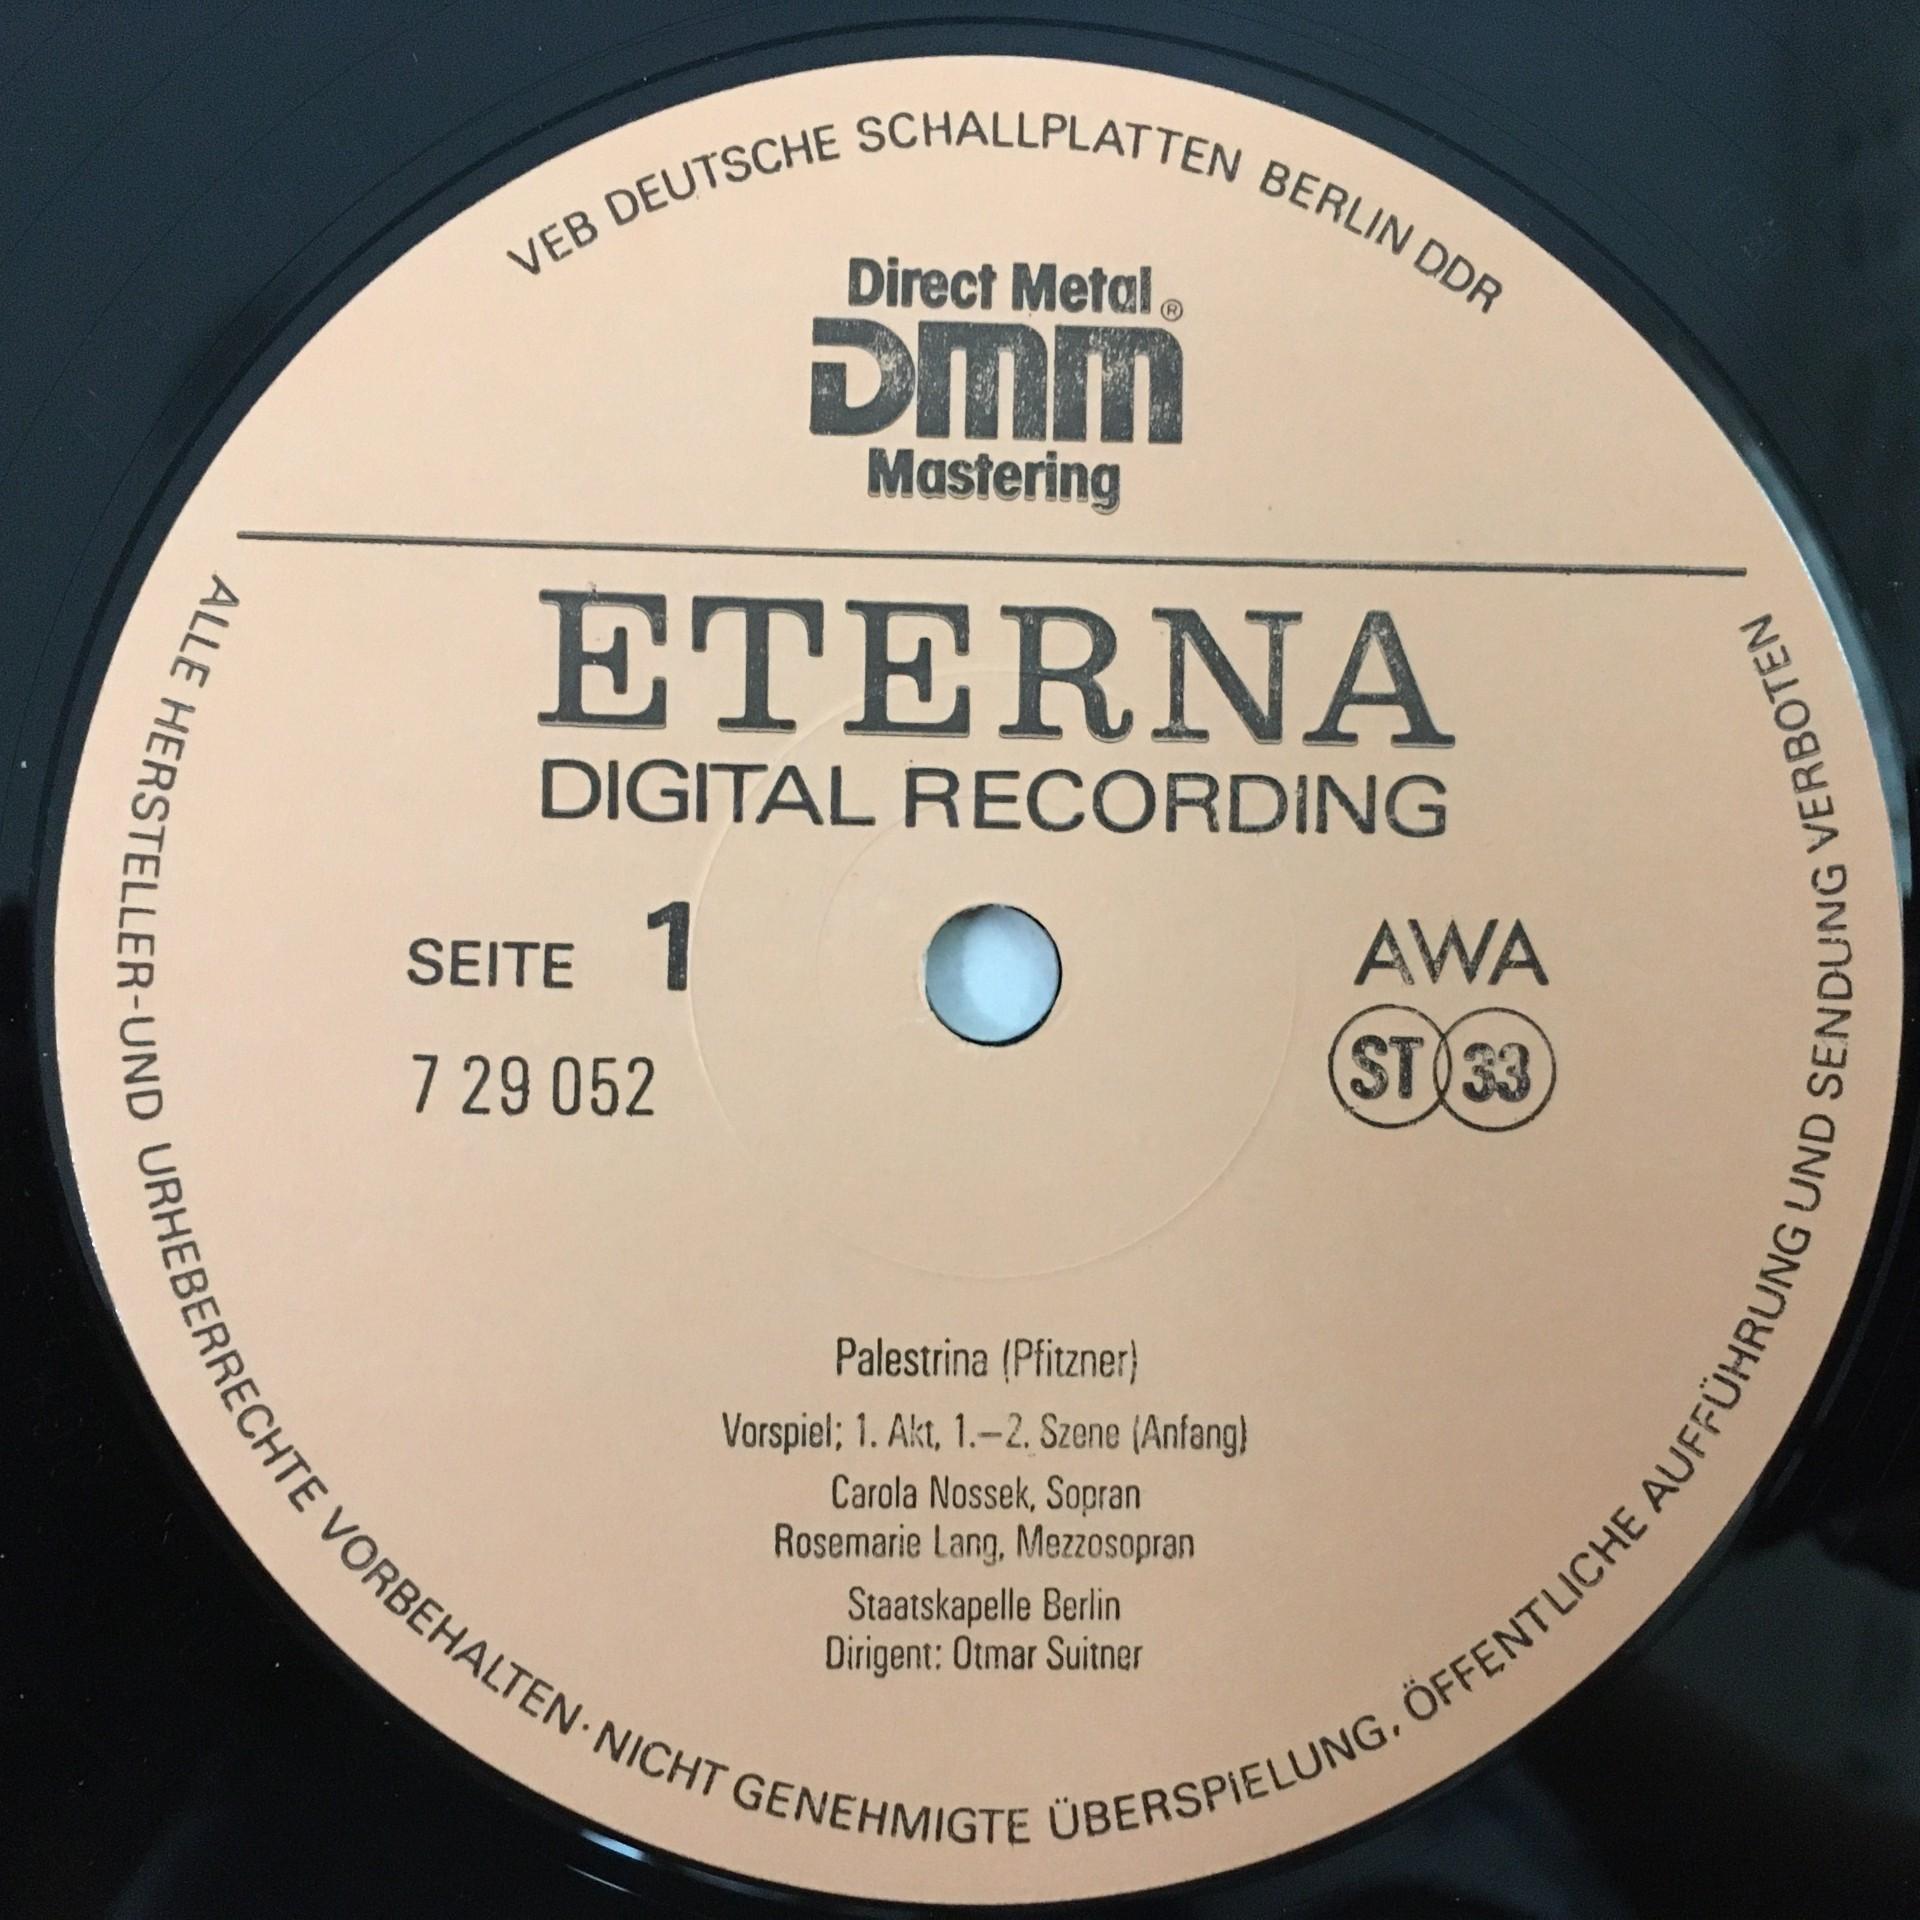 VEB DEUTSCHE SCHALLPLATTEN BERLIN DDR
Direct Metal ®
DMM
Mastering
ETERNA
DIGITAL RECORDING
SEITE 1
7 29 052
AWA
ST 33
Palestrina (Pfitzner)
Vorspiel; 1. Akt, 1.–2. Szene (Anfang)
Carola Nossek, Sopran
Rosemarie Lang, Mezzosopran
Staatskapelle Berlin
Dirigent: Otmar Suitner
ALLE HERSTELLER-UND URHEBERRECHTE VORBEHALTEN · NICHT GENEHMIGTE ÜBERSPIELUNG, ÖFFENTLICHE AUFFÜHRUNG UND SENDUNG VERBOTEN